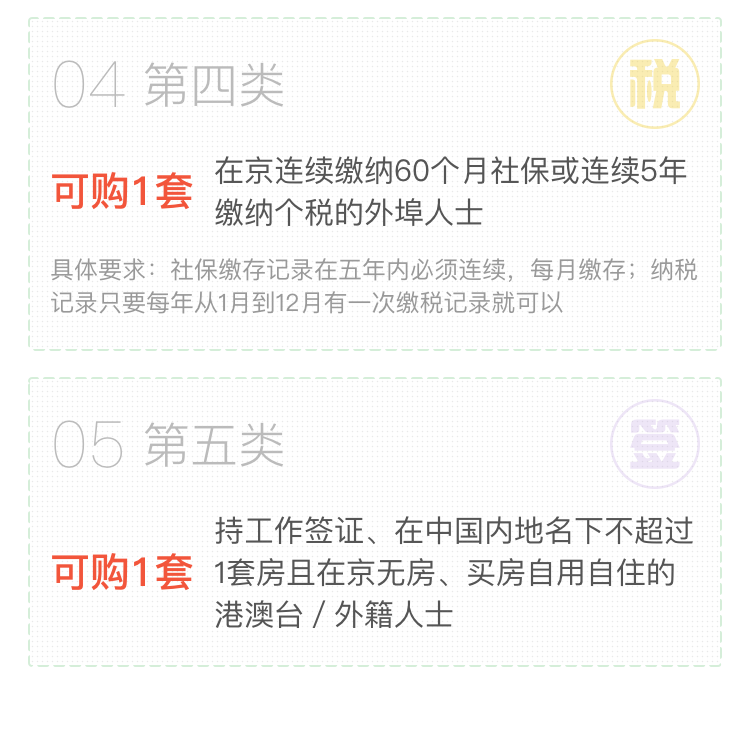 04 第四类
税
可购1套
在京连续缴纳60个月社保或连续5年
缴纳个税的外埠人士
具体要求：社保缴存记录在五年内必须连续，每月缴存；纳税
记录只要每年从1月到12月有一次缴税记录就可以
05 第五类
签
可购1套
持工作签证、在中国内地名下不超过
1套房且在京无房、买房自用自住的
港澳台 / 外籍人士